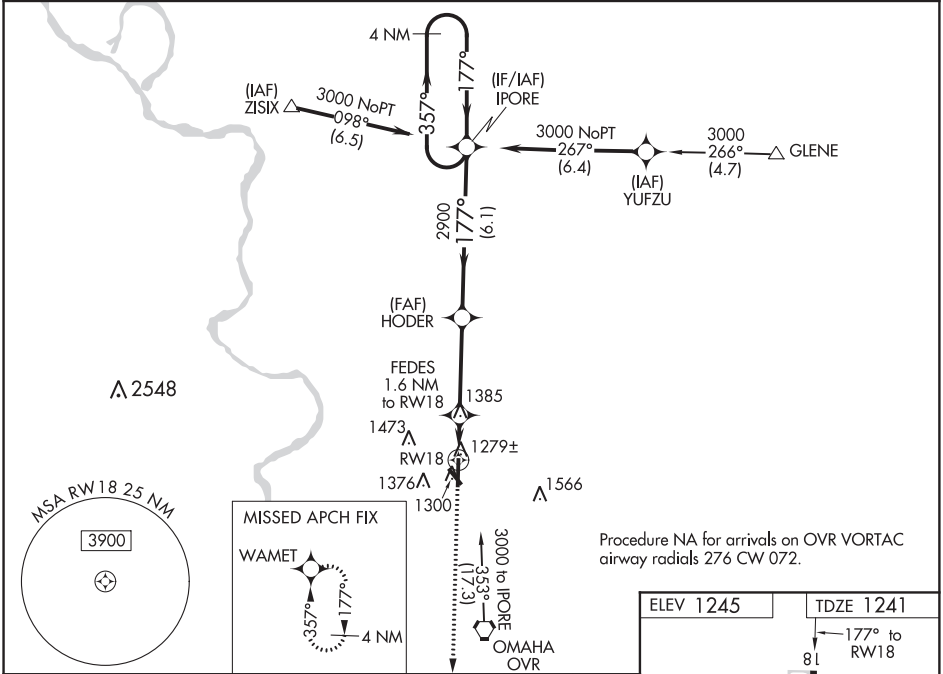 4 NM
177°
357°
(IF/IAF)
IPORE
(IAF)
ZISIX
3000 NoPT
098°
(6.5)
3000 NoPT
267°
(6.4)
(IAF)
YUFZU
3000
266°
(4.7)
GLENE
2900
177°
(6.1)
(FAF)
HODER
FEDES
1.6 NM
to RW18
1385
2548
1473
1279±
RW18
1376
1300
1566
MSA RW18 25 NM
3900
MISSED APCH FIX
WAMET
357°
177°
4 NM
3000 to IPORE
353°
(17.3)
OMAHA
OVR
Procedure NA for arrivals on OVR VORTAC
airway radials 276 CW 072.
ELEV 1245
TDZE 1241
177° to
RW18
18